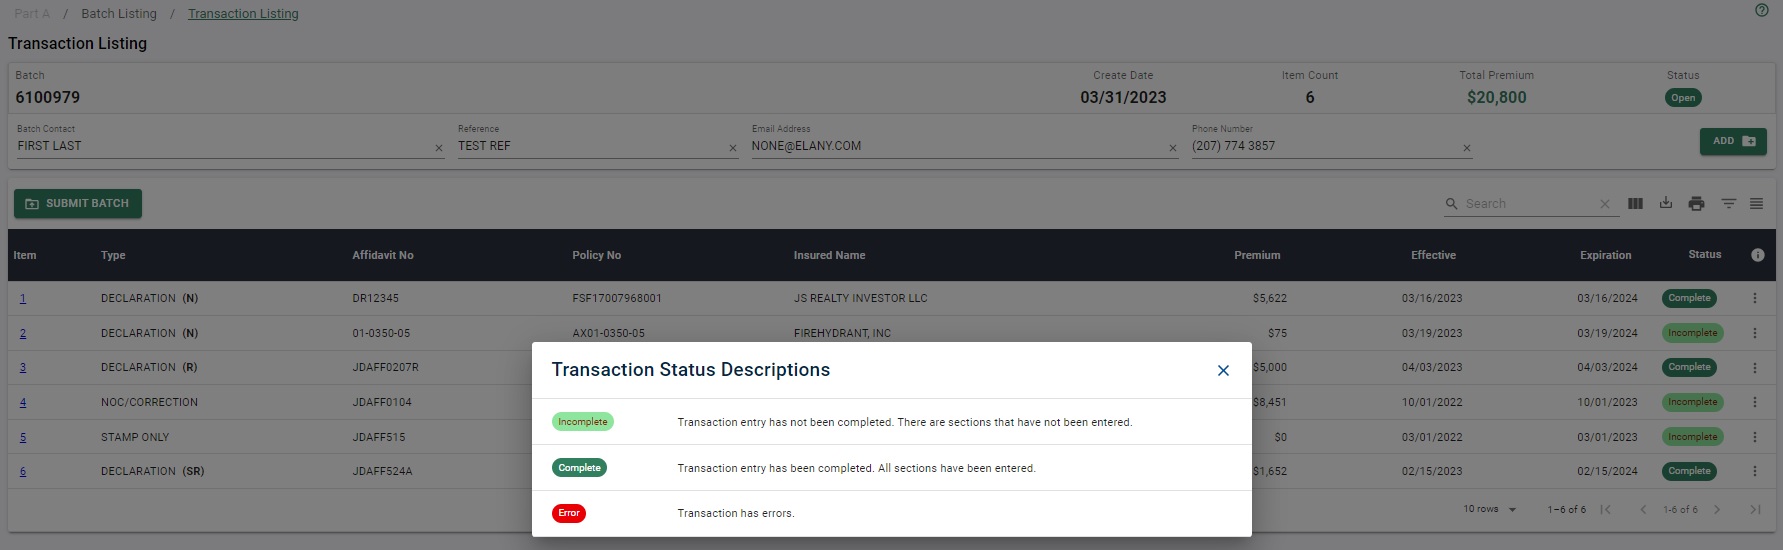 Part A / Batch Listing / Transaction Listing
Transaction Listing
Batch Create Date Item Count Total Premium Status
6100979 03/31/2023 6 $20,800 Open
Batch Contact Reference Email Address Phone Number
FIRST LAST TEST REF NONE@ELANY.COM (207) 774 3857 ADD
SUBMIT BATCH Search
Item Type Affidavit No Policy No Insured Name Premium Effective Expiration Status
1 DECLARATION (N) DR12345 FSF17007968001 JS REALTY INVESTOR LLC $5,622 03/16/2023 03/16/2024 Complete
2 DECLARATION (N) 01-0350-05 AX01-0350-05 FIREHYDRANT, INC $75 03/19/2023 03/19/2024 Incomplete
3 DECLARATION (R) JDAFF0207R $5,000 04/03/2023 04/03/2024 Complete
4 NOC/CORRECTION JDAFF0104 $8,451 10/01/2022 10/01/2023 Incomplete
5 STAMP ONLY JDAFF515 $0 03/01/2022 03/01/2023 Incomplete
6 DECLARATION (SR) JDAFF524A $1,652 02/15/2023 02/15/2024 Complete
10 rows 1–6 of 6 1-6 of 6
Transaction Status Descriptions
Incomplete Transaction entry has not been completed. There are sections that have not been entered.
Complete Transaction entry has been completed. All sections have been entered.
Error Transaction has errors.